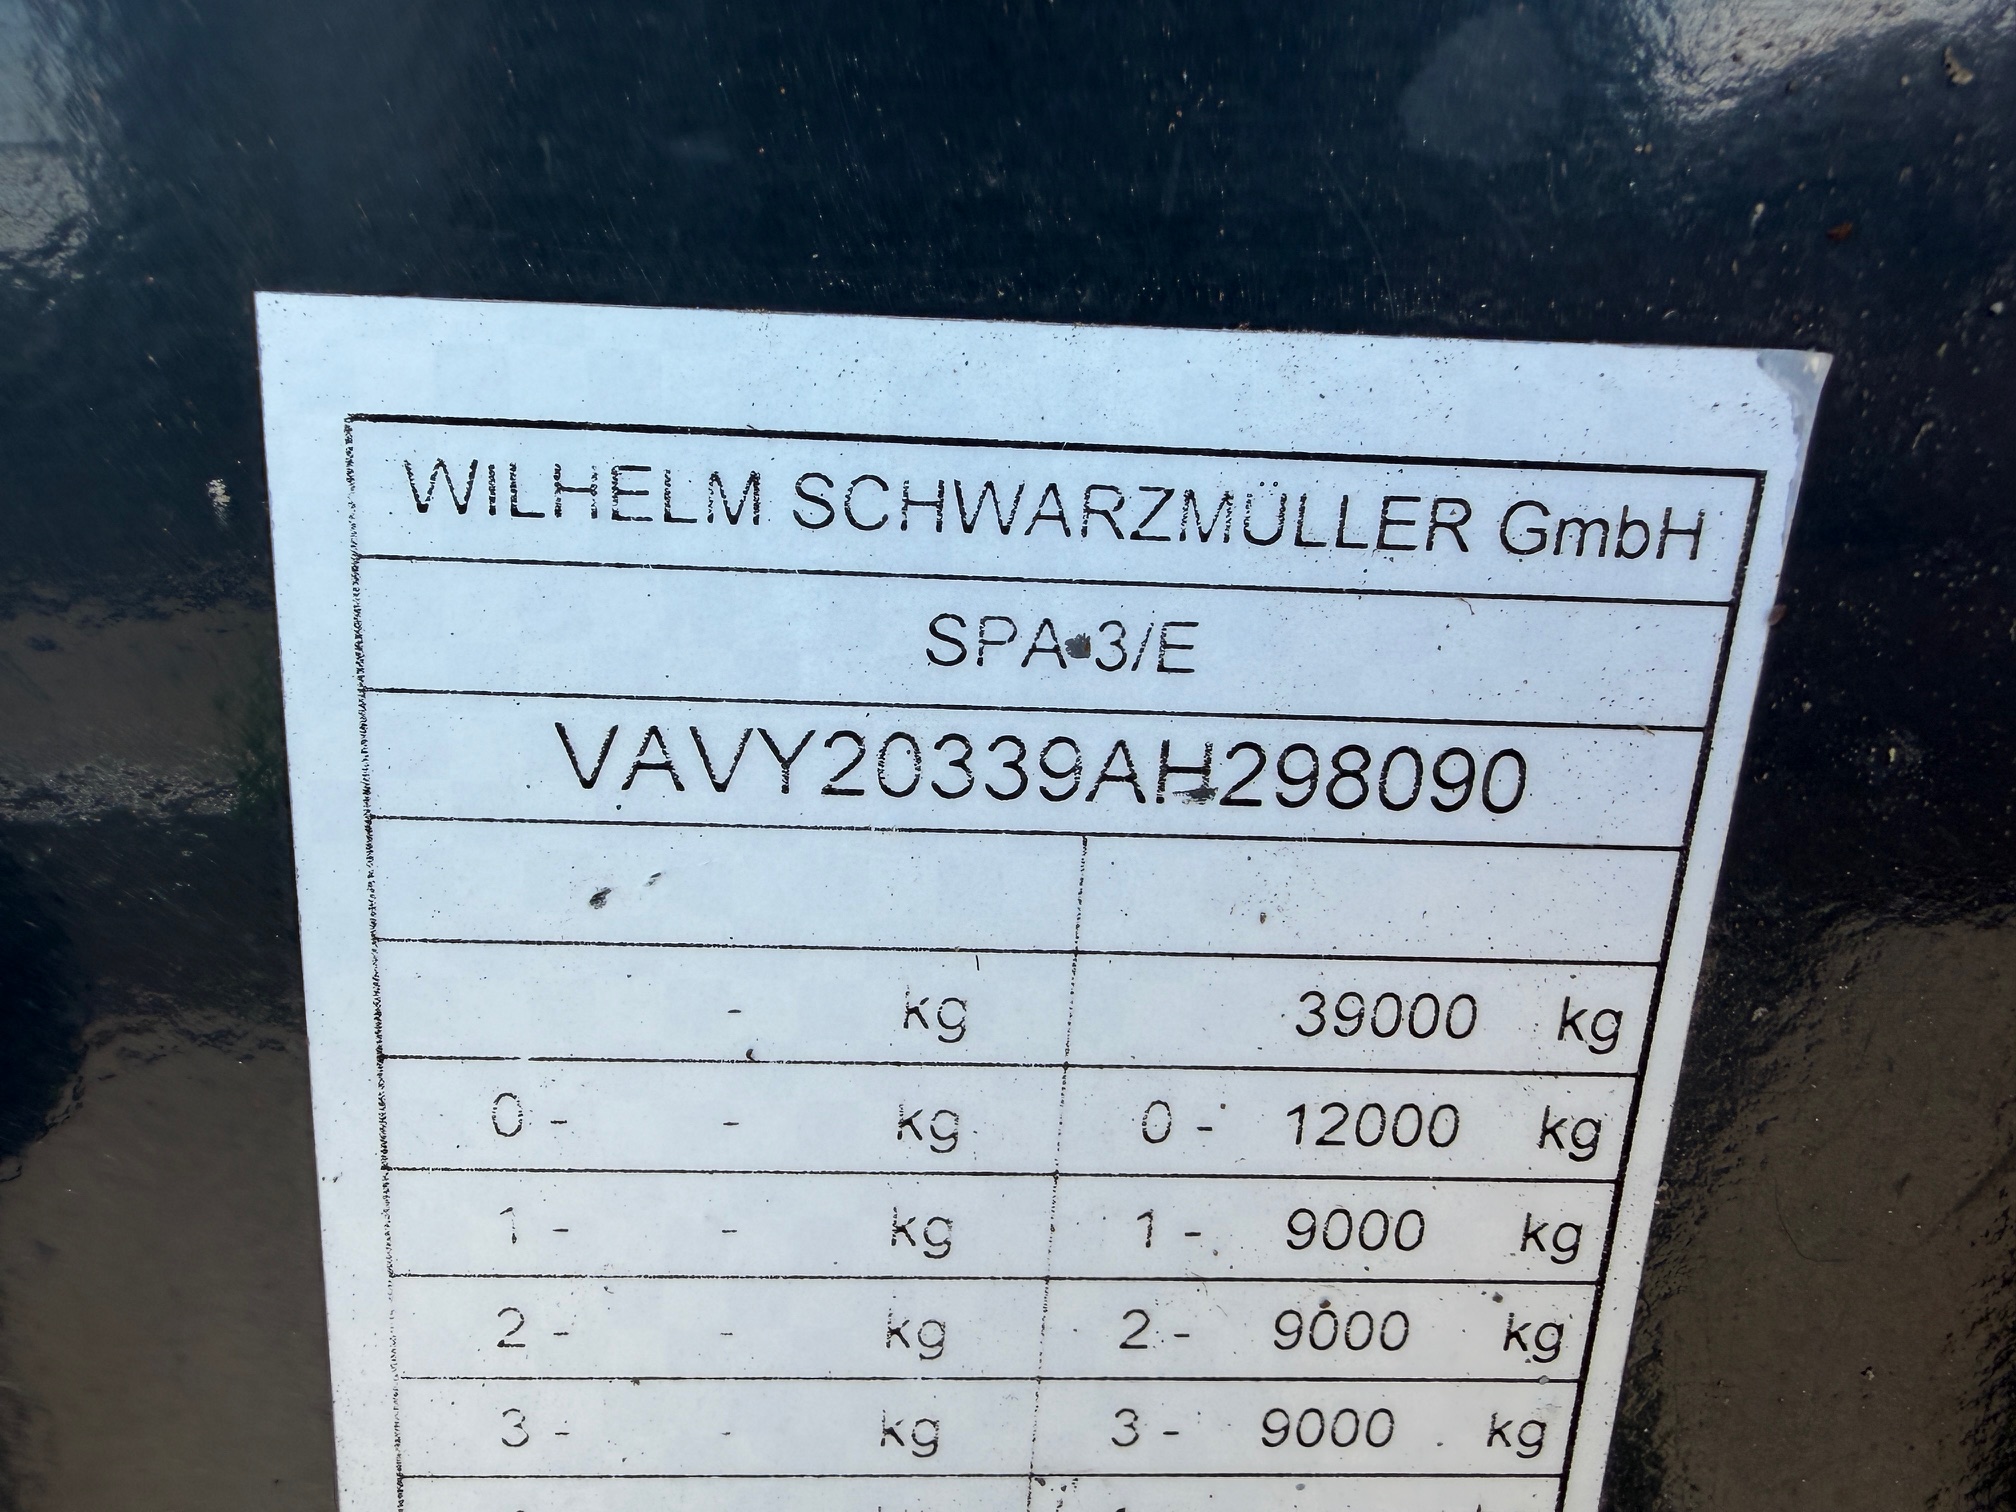 WILHELM SCHWARZMÜLLER GmbH
SPA 3/E
VAVY20339AH298090
- kg 39000 kg
0 - - kg 0 - 12000 kg
1 - - kg 1 - 9000 kg
2 - - kg 2 - 9000 kg
3 - - kg 3 - 9000 kg